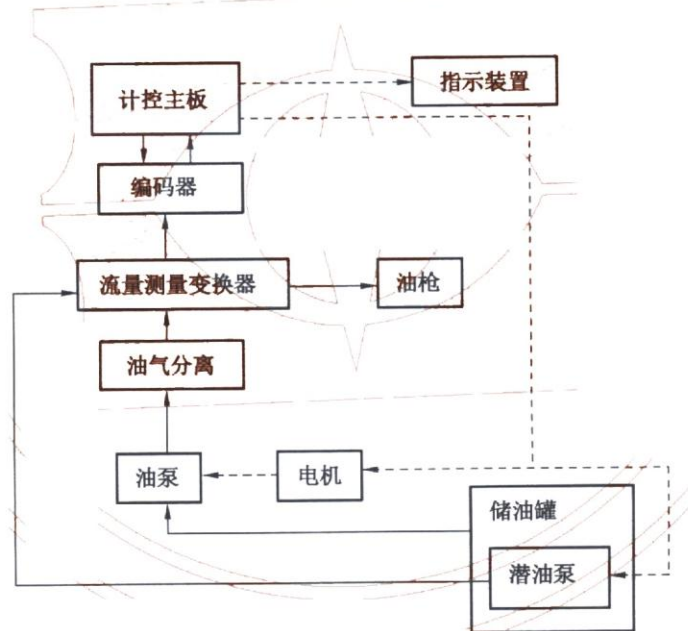 计控主板
指示装置
编码器
流量测量变换器
油枪
油气分离
油泵
电机
储油罐
潜油泵